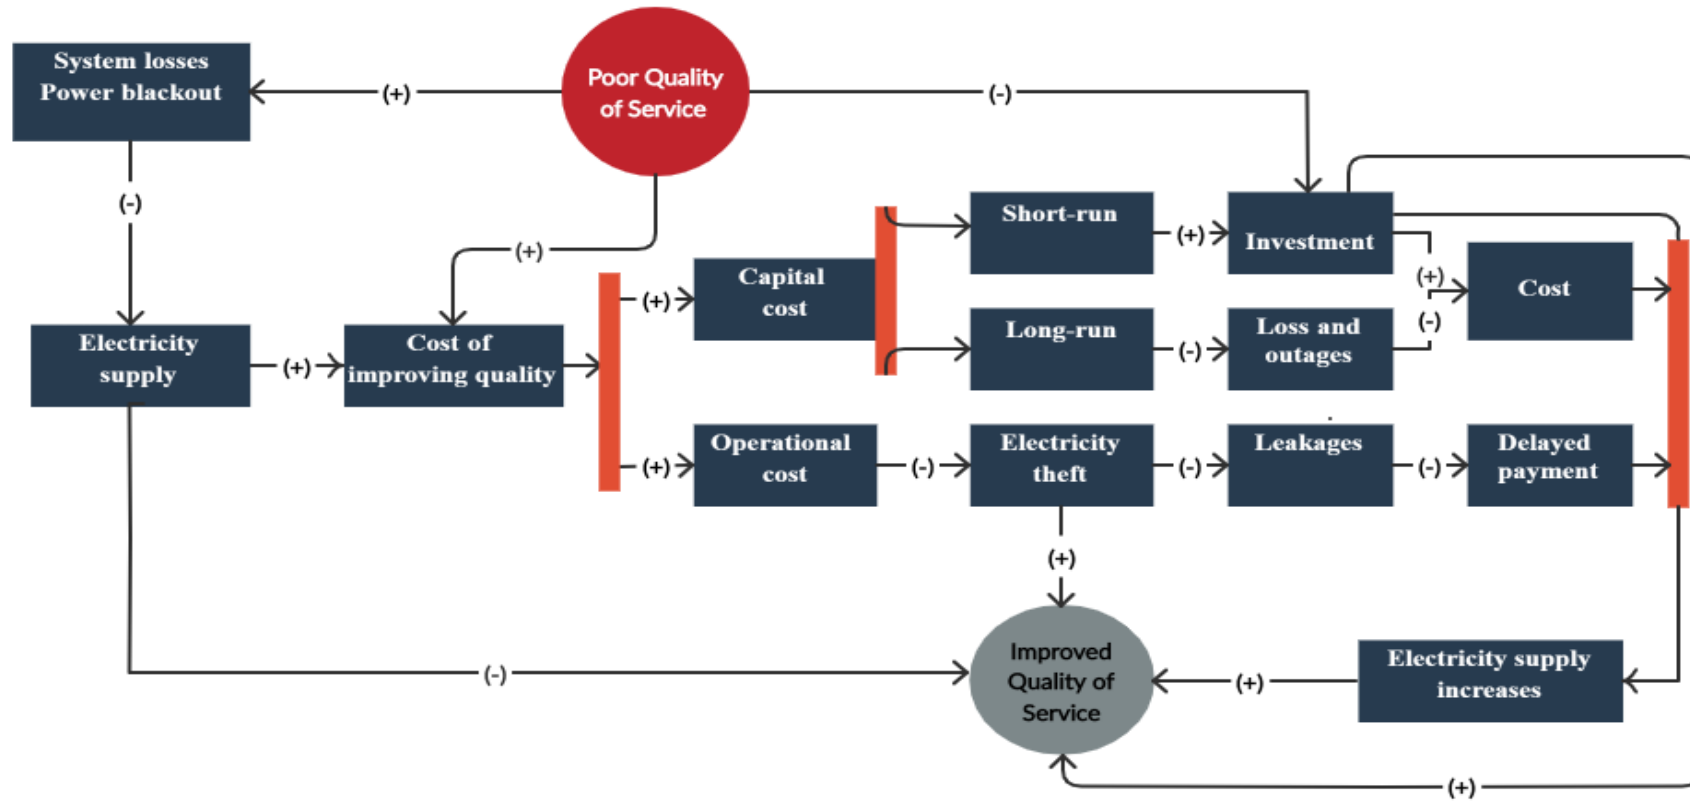 System losses
Power blackout
(+)
Poor Quality
of Service
(-)
(-)
(+)
Short-run
(+)
Investment
(+)
Capital
cost
(+)
Cost
Electricity
supply
(+)
Cost of
improving quality
Long-run
(-)
Loss and
outages
(-)
(+)
Operational
cost
(-)
Electricity
theft
(-)
Leakages
(-)
Delayed
payment
(+)
(-)
Improved
Quality of
Service
(+)
Electricity supply
increases
(+)